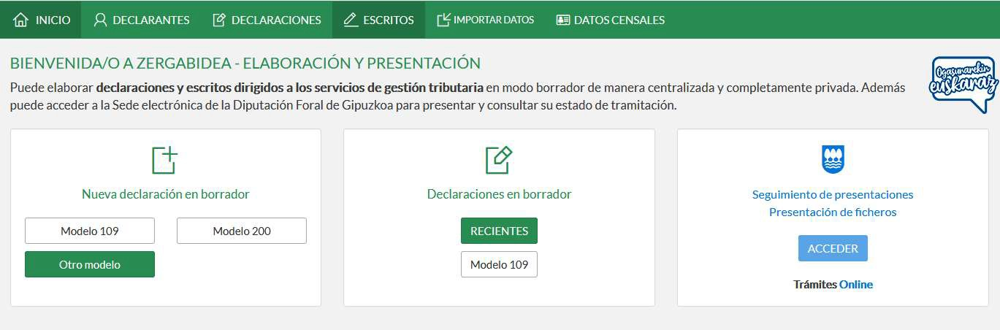 INICIO DECLARANTES DECLARACIONES ESCRITOS IMPORTAR DATOS DATOS CENSALES
BIENVENIDA/O A ZERGABIDEA - ELABORACIÓN Y PRESENTACIÓN
Puede elaborar declaraciones y escritos dirigidos a los servicios de gestión tributaria en modo borrador de manera centralizada y completamente privada. Además
puede acceder a la Sede electrónica de la Diputación Foral de Gipuzkoa para presentar y consultar su estado de tramitación.
Ogasunarekin
euskaraz
Nueva declaración en borrador
Modelo 109 Modelo 200
Otro modelo
Declaraciones en borrador
RECIENTES
Modelo 109
Seguimiento de presentaciones
Presentación de ficheros
ACCEDER
Trámites Online